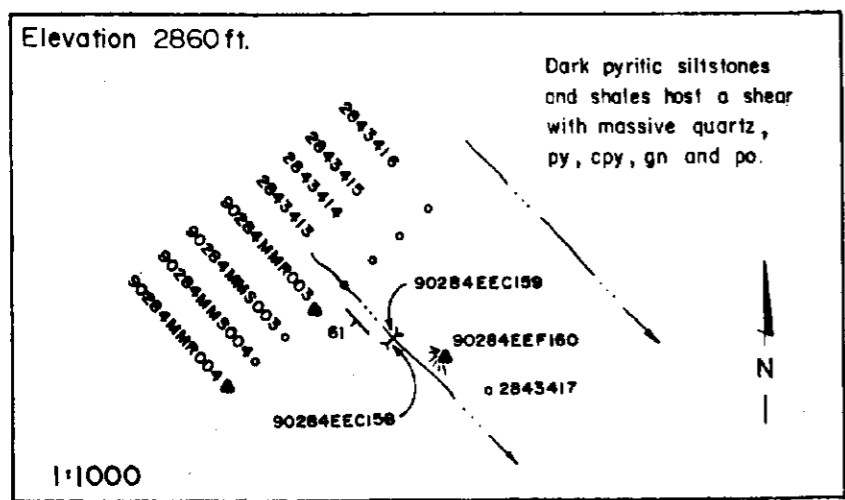 Elevation 2860 ft.
Dark pyritic siltstones
and shales host a shear
with massive quartz,
py, cpy, gn and po.
2843416
2843415
2843414
2843413
90284MMR003
90284MMS003
90284MMS004
90284MMR004
61
90284EEC159
90284EEF160
2843417
90284EEC158
N
1:1000